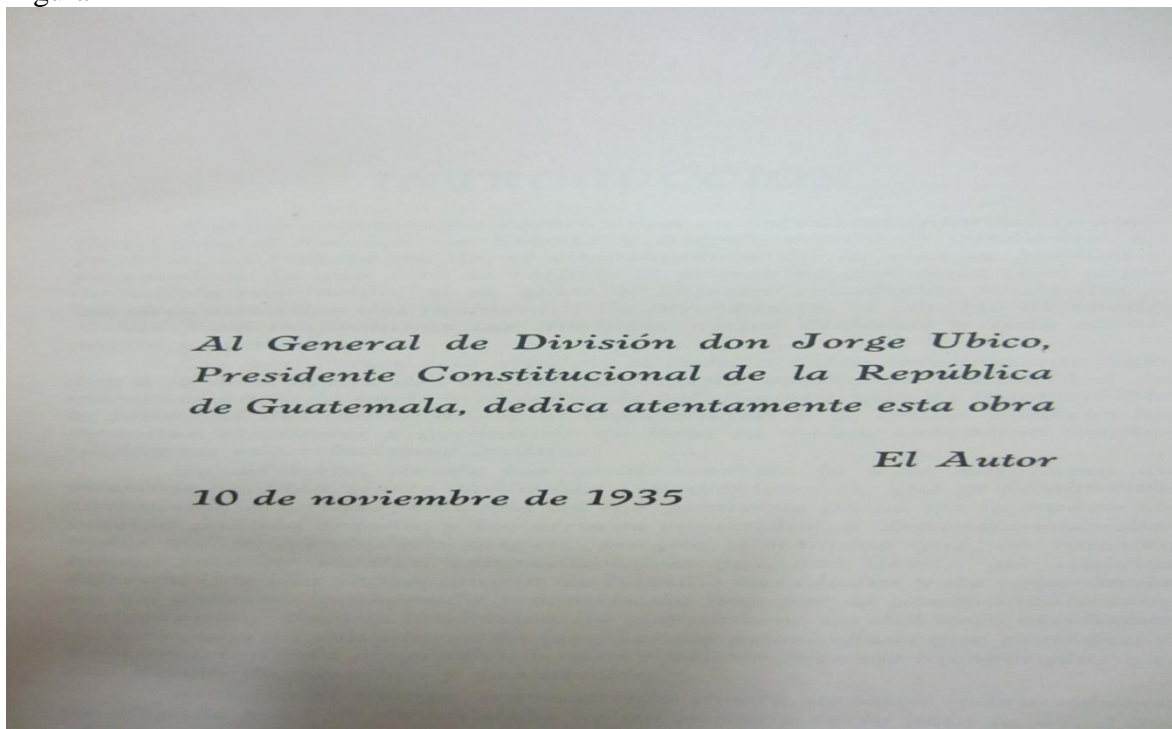 Al General de División don Jorge Ubico,
Presidente Constitucional de la República
de Guatemala, dedica atentamente esta obra
El Autor
10 de noviembre de 1935